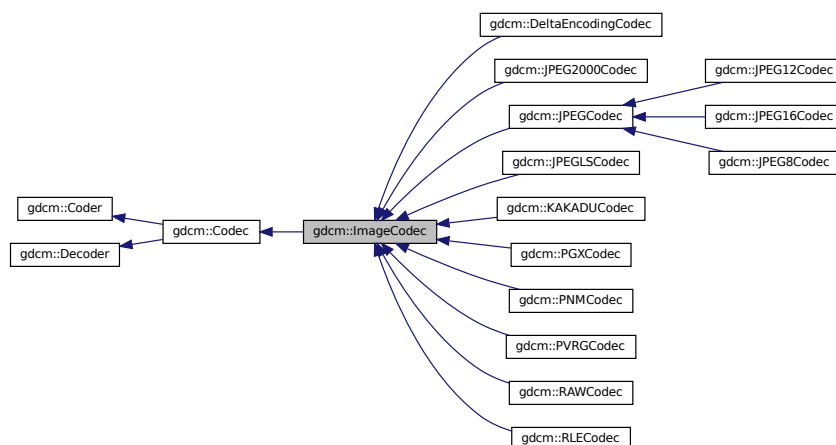 gdcm::DeltaEncodingCodec
gdcm::JPEG2000Codec
gdcm::JPEG12Codec
gdcm::JPEGCodec
gdcm::JPEG16Codec
gdcm::JPEGLSCodec
gdcm::JPEG8Codec
gdcm::Coder
gdcm::KAKADUCodec
gdcm::Codec
gdcm::ImageCodec
gdcm::Decoder
gdcm::PGXCodec
gdcm::PNMCodec
gdcm::PVRGCodec
gdcm::RAWCodec
gdcm::RLECodec